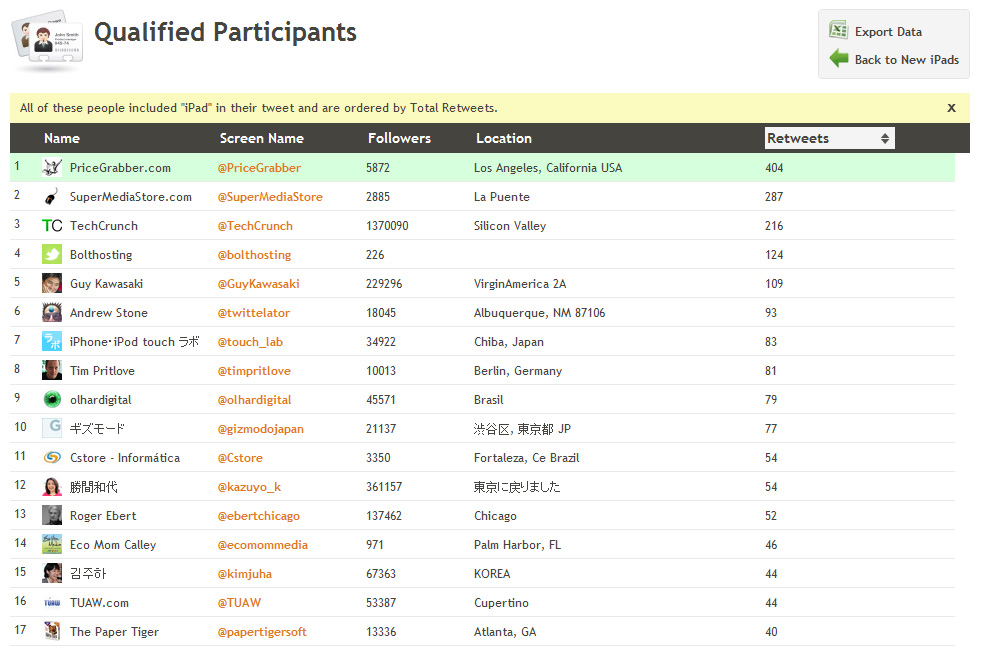 Qualified Participants
Export Data
Back to New iPads
All of these people included "iPad" in their tweet and are ordered by Total Retweets. x
Name Screen Name Followers Location Retweets
1 PriceGrabber.com @PriceGrabber 5872 Los Angeles, California USA 404
2 SuperMediaStore.com @SuperMediaStore 2885 La Puente 287
3 TC TechCrunch @TechCrunch 1370090 Silicon Valley 216
4 Bolthosting @bolthosting 226 124
5 Guy Kawasaki @GuyKawasaki 229296 VirginAmerica 2A 109
6 Andrew Stone @twittelator 18045 Albuquerque, NM 87106 93
7 ラボ iPhone・iPod touch ラボ @touch_lab 34922 Chiba, Japan 83
8 Tim Pritlove @timpritlove 10013 Berlin, Germany 81
9 olhardigital @olhardigital 45571 Brasil 79
10 G ギズモード @gizmodojapan 21137 渋谷区, 東京都 JP 77
11 Cstore - Informática @Cstore 3350 Fortaleza, Ce Brazil 54
12 勝間和代 @kazuyo_k 361157 東京に戻りました 54
13 Roger Ebert @ebertchicago 137462 Chicago 52
14 Eco Mom Calley @ecomommedia 971 Palm Harbor, FL 46
15 김주하 @kimjuha 67363 KOREA 44
16 TUAW TUAW.com @TUAW 53387 Cupertino 44
17 The Paper Tiger @papertigersoft 13336 Atlanta, GA 40